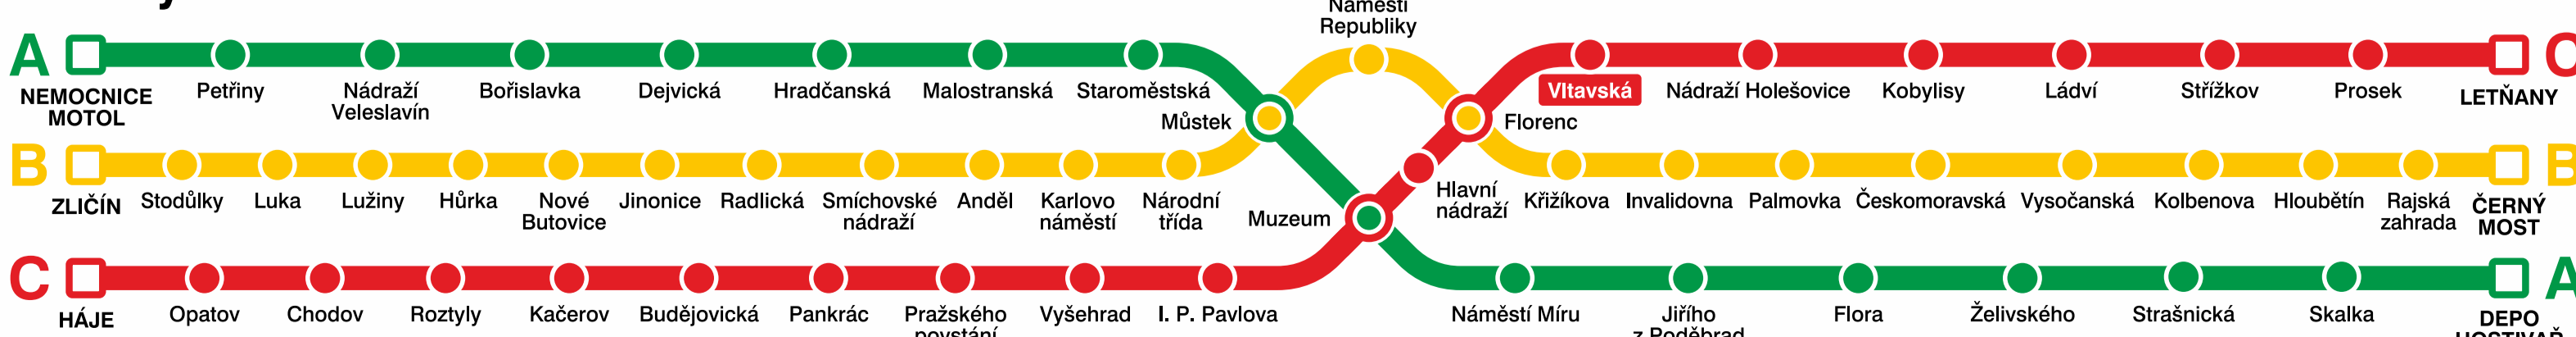 Náměstí
Republiky
A
C
Petřiny
Nádraží
Veleslavín
Bořislavka
Dejvická
Hradčanská
Malostranská
Staroměstská
Vltavská
Nádraží Holešovice
Kobylisy
Ládví
Střížkov
Prosek
NEMOCNICE
MOTOL
LETŇANY
Můstek
Florenc
B
B
ZLIČÍN
Stodůlky
Luka
Lužiny
Hůrka
Nové
Butovice
Jinonice
Radlická
Smíchovské
nádraží
Anděl
Karlovo
náměstí
Národní
třída
Muzeum
Hlavní
nádraží
Křižíkova
Invalidovna
Palmovka
Českomoravská
Vysočanská
Kolbenova
Hloubětín
Rajská
zahrada
ČERNÝ
MOST
C
A
HÁJE
Opatov
Chodov
Roztyly
Kačerov
Budějovická
Pankrác
Pražského
povstání
Vyšehrad
I. P. Pavlova
Náměstí Míru
Jiřího
z Poděbrad
Flora
Želivského
Strašnická
Skalka
DEPO
HOSTIVAŘ